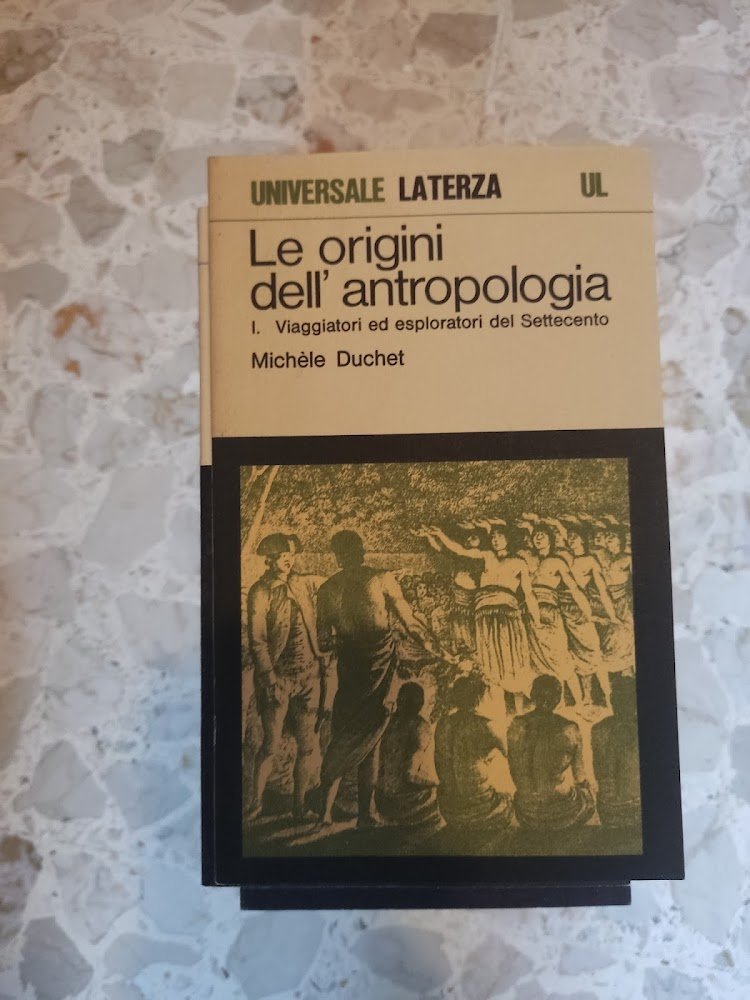 UNIVERSALE LATERZA UL
Le origini
dell' antropologia
I. Viaggiatori ed esploratori del Settecento
Michèle Duchet